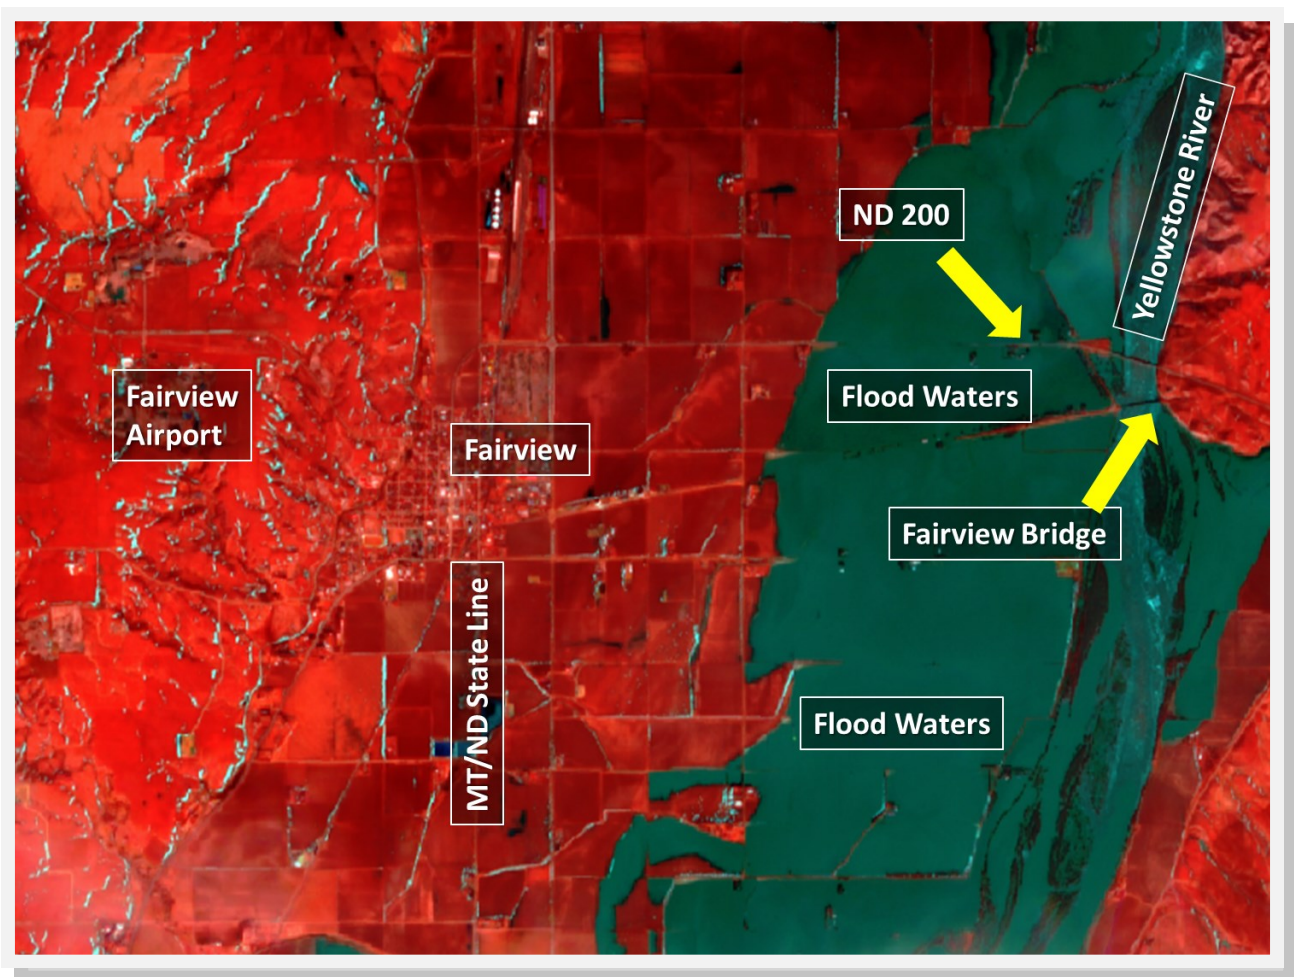 Yellowstone River
ND 200
Fairview
Airport
Flood Waters
Fairview
Fairview Bridge
MT/ND State Line
Flood Waters